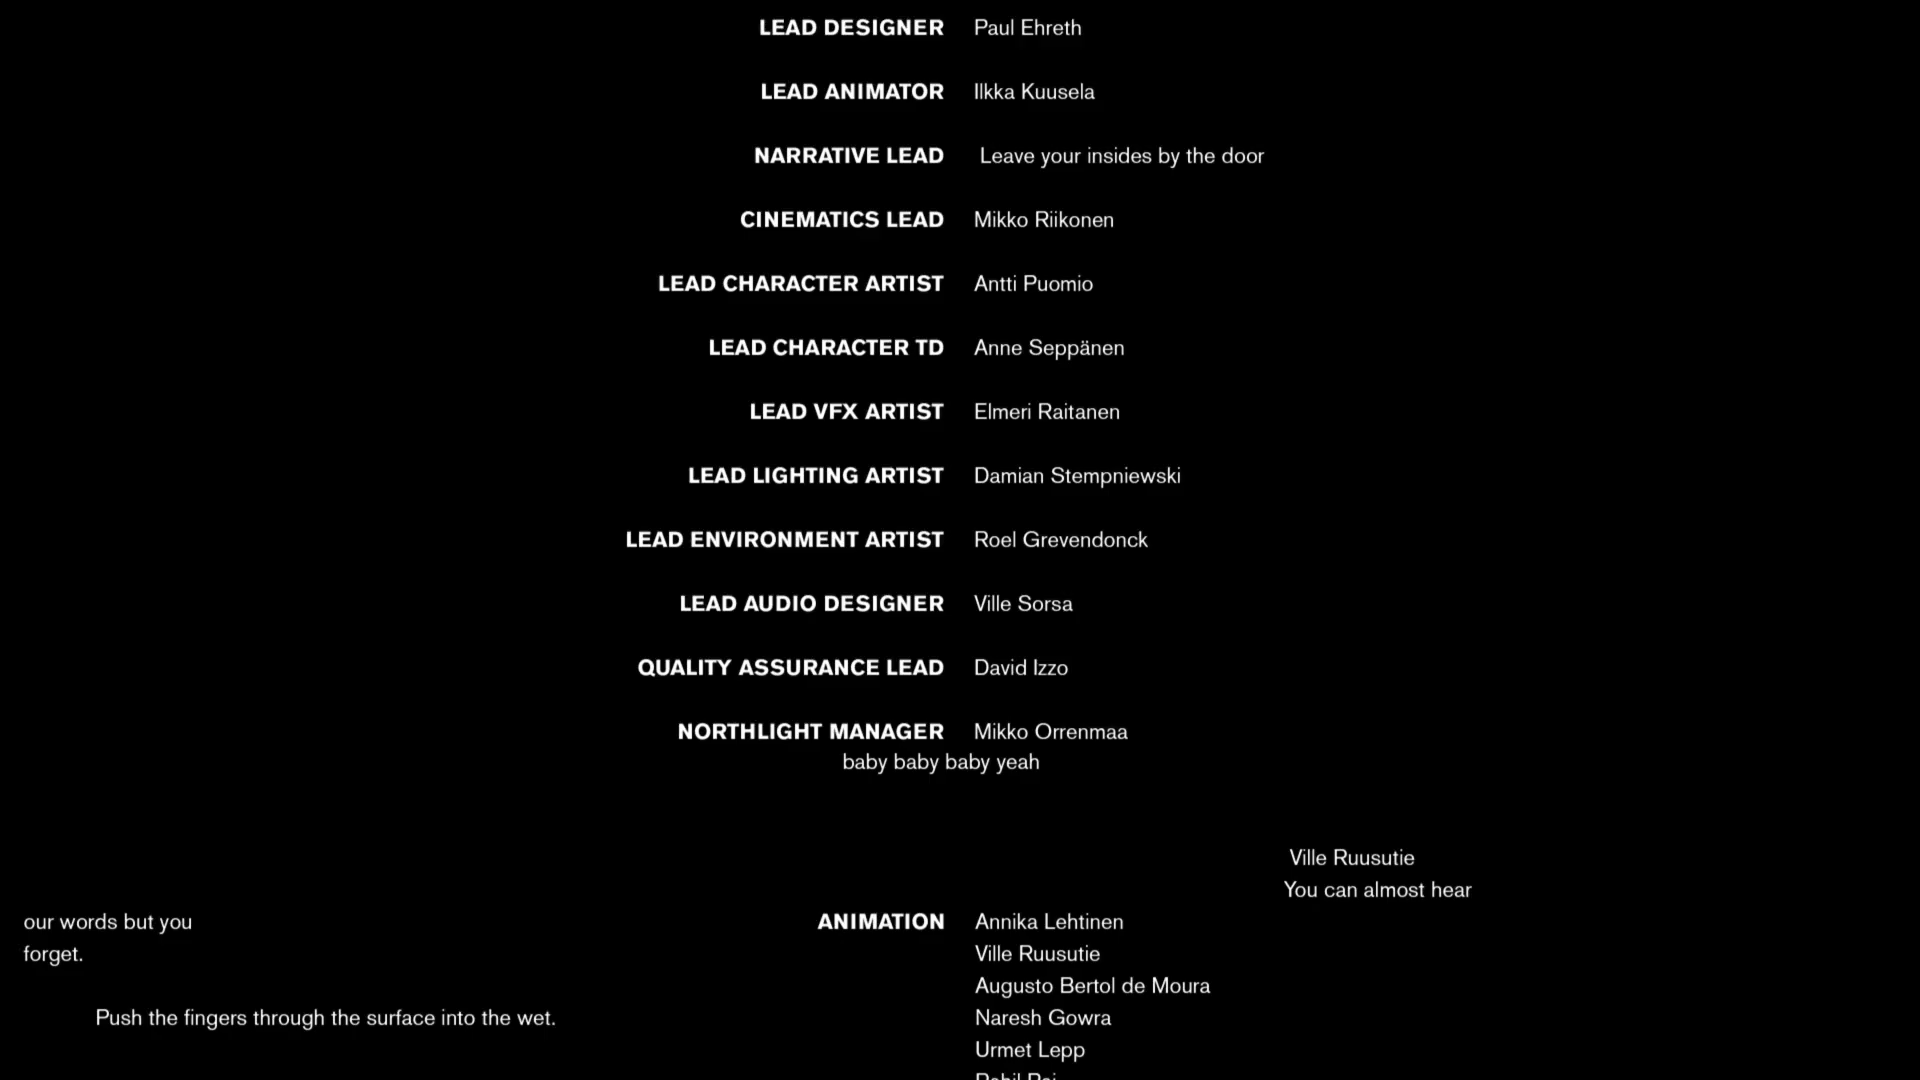 LEAD DESIGNER Paul Ehreth
LEAD ANIMATOR Ilkka Kuusela
NARRATIVE LEAD Leave your insides by the door
CINEMATICS LEAD Mikko Riikonen
LEAD CHARACTER ARTIST Antti Puomio
LEAD CHARACTER TD Anne Seppänen
LEAD VFX ARTIST Elmeri Raitanen
LEAD LIGHTING ARTIST Damian Stempniewski
LEAD ENVIRONMENT ARTIST Roel Grevendonck
LEAD AUDIO DESIGNER Ville Sorsa
QUALITY ASSURANCE LEAD David Izzo
NORTHLIGHT MANAGER Mikko Orrenmaa
baby baby baby yeah
Ville Ruusutie
You can almost hear
our words but you
forget.
Push the fingers through the surface into the wet.
ANIMATION Annika Lehtinen
Ville Ruusutie
Augusto Bertol de Moura
Naresh Gowra
Urmet Lepp